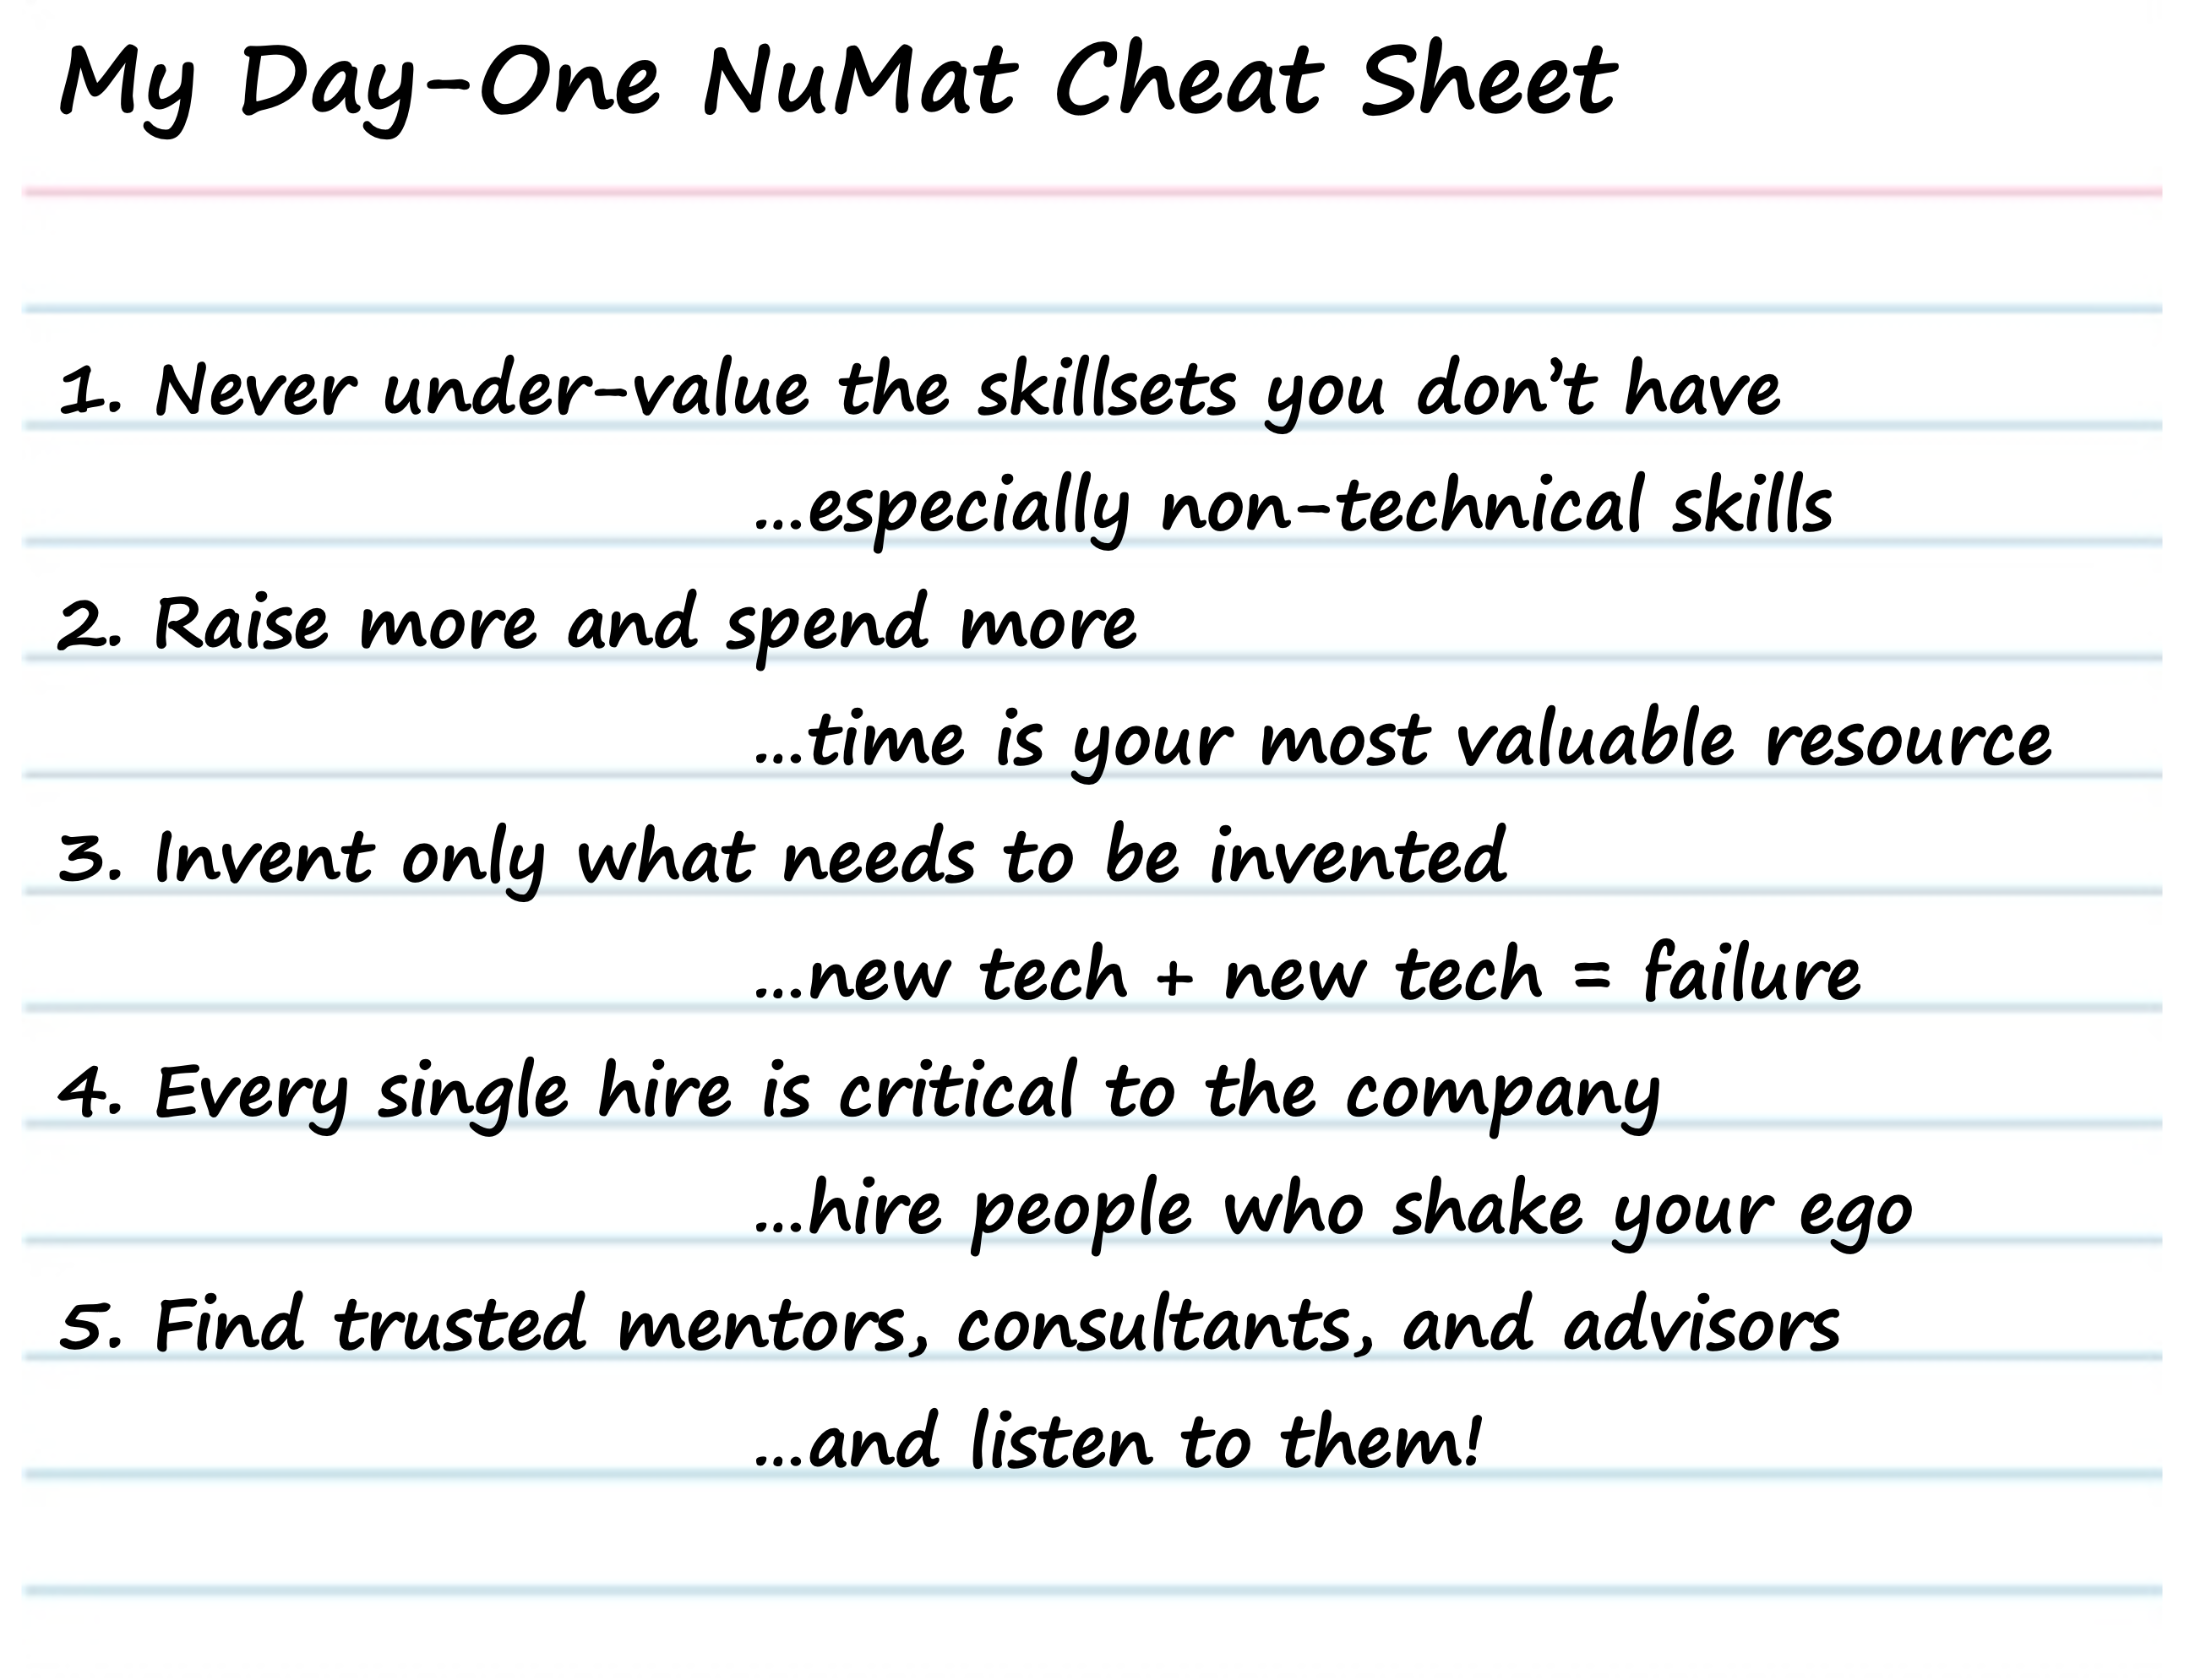 My Day-One NuMat Cheat Sheet
1. Never under-value the skillsets you don’t have
...especially non-technical skills
2. Raise more and spend more
...time is your most valuable resource
3. Invent only what needs to be invented
...new tech + new tech = failure
4. Every single hire is critical to the company
...hire people who shake your ego
5. Find trusted mentors, consultants, and advisors
...and listen to them!